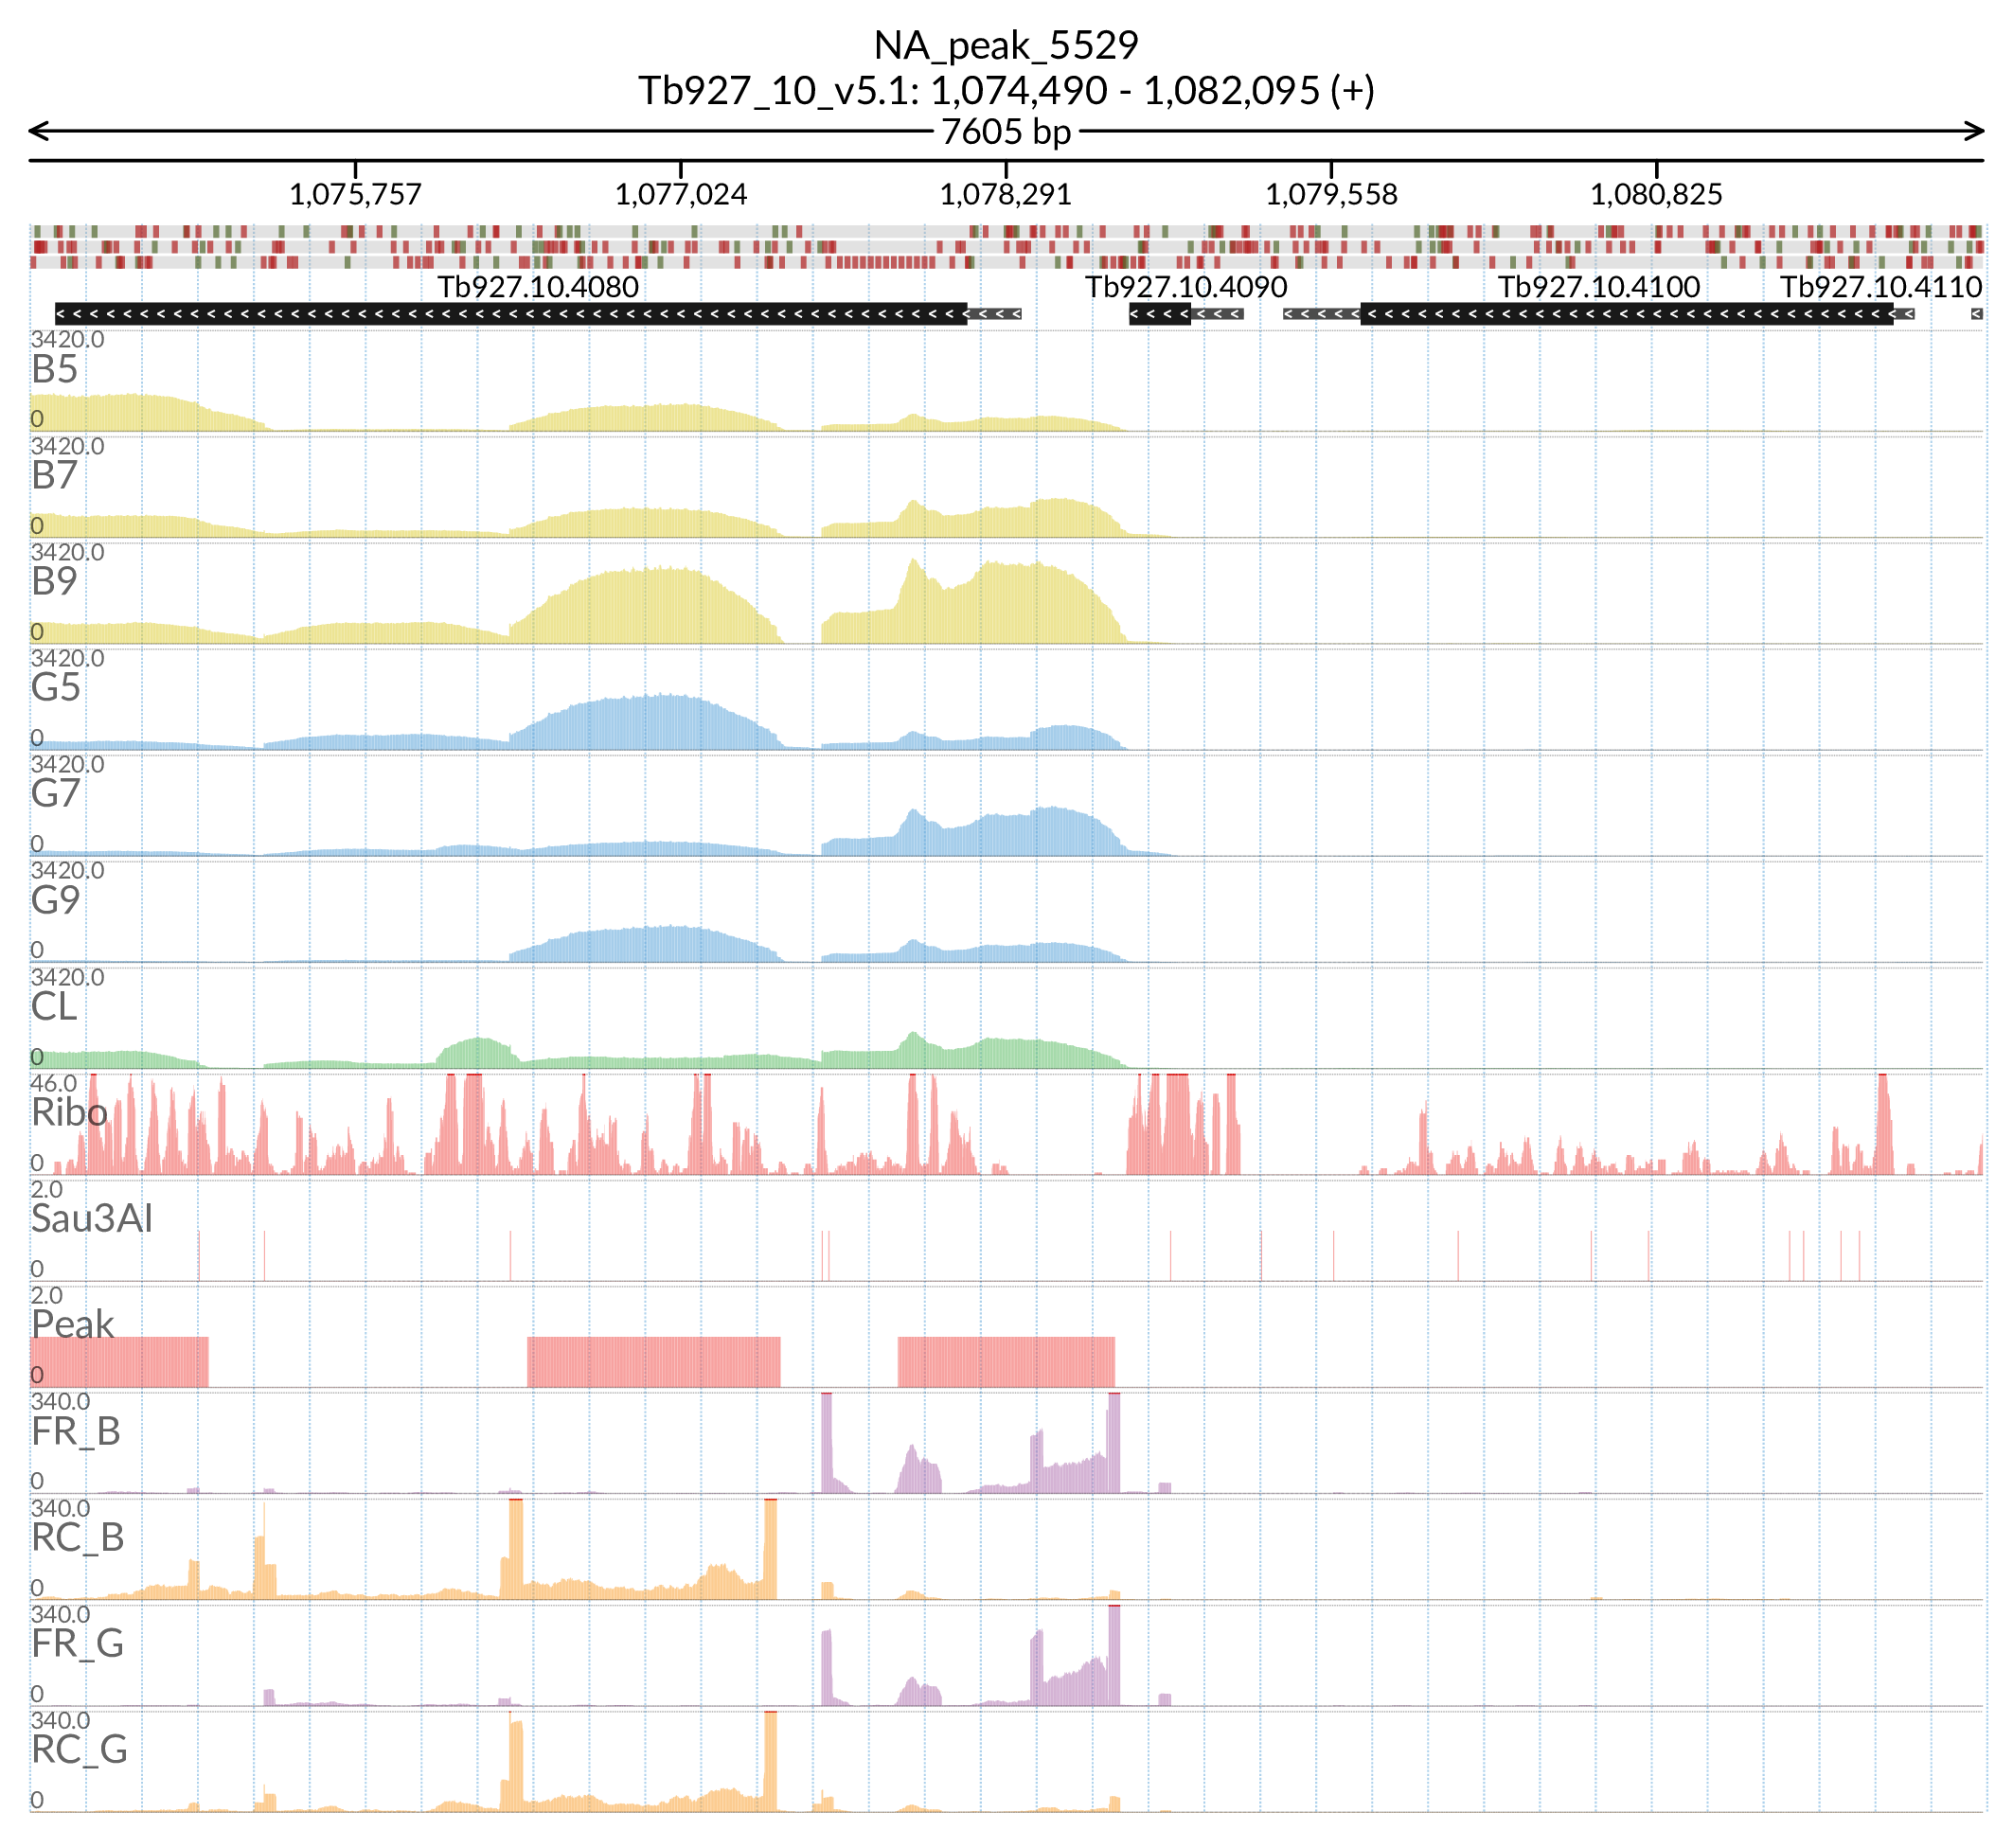 NA_peak_5529
Tb927_10_v5.1: 1,074,490 - 1,082,095 (+)
7605 bp
1,075,757 1,077,024 1,078,291 1,079,558 1,080,825
Tb927.10.4080 Tb927.10.4090 Tb927.10.4100 Tb927.10.4110
3420.0
B5
0
3420.0
B7
0
3420.0
B9
0
3420.0
G5
0
3420.0
G7
0
3420.0
G9
0
3420.0
CL
0
46.0
Ribo
0
2.0
Sau3AI
0
2.0
Peak
0
340.0
FR_B
0
340.0
RC_B
0
340.0
FR_G
0
340.0
RC_G
0